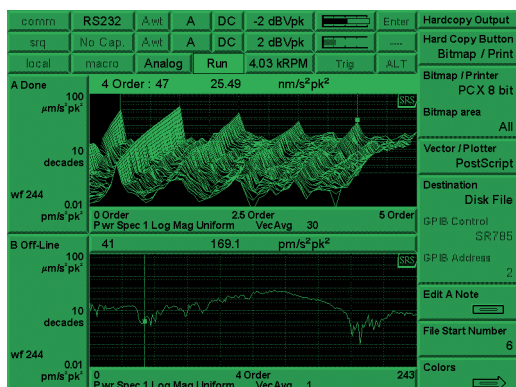 comm RS232 Awt A DC -2 dBVpk Enter
srq No Cap. Awt A DC 2 dBVpk ----
local macro Analog Run 4.03 kRPM Trig ALT
Hardcopy Output
Hard Copy Button
Bitmap / Print
Bitmap / Printer
PCX 8 bit
Bitmap area
All
Vector / Plotter
PostScript
Destination
Disk File
GPIB Control
SR785
GPIB Address
2
Edit A Note
File Start Number
6
Colors
A Done 4 Order : 47 25.49 nm/s²pk²
100
µm/s²pk²
SRS
10
decades
wf 244
0.01
pm/s²pk²
0 Order 2.5 Order 5 Order
Pwr Spec 1 Log Mag Uniform Vec Avg 30
B Off-Line 41 169.1 pm/s²pk²
100
µm/s²pk²
SRS
10
decades
wf 244
0.01
pm/s²pk²
0 4 Order 243
Pwr Spec 1 Log Mag Uniform Vec Avg 1